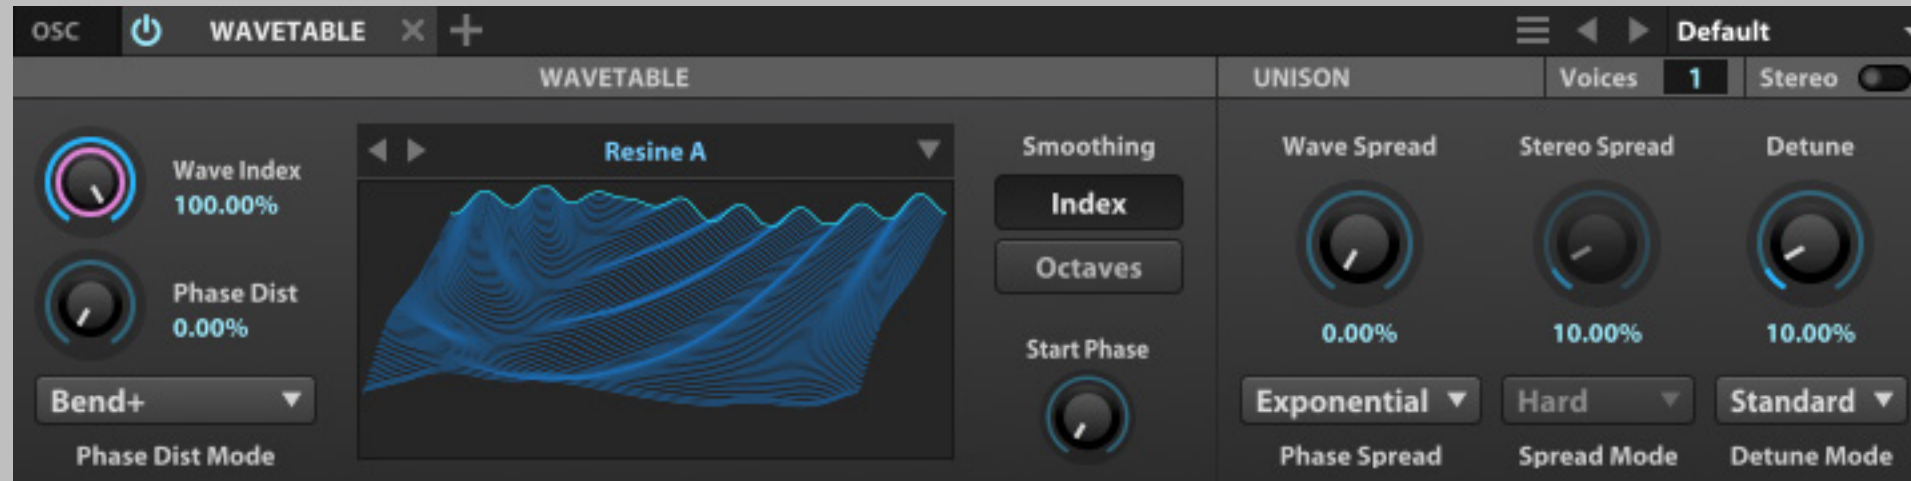 OSC WAVETABLE Default
WAVETABLE UNISON Voices 1 Stereo
Wave Index
100.00%
Phase Dist
0.00%
Bend+
Phase Dist Mode
Resine A
Smoothing
Index
Octaves
Start Phase
Wave Spread Stereo Spread Detune
0.00% 10.00% 10.00%
Exponential Hard Standard
Phase Spread Spread Mode Detune Mode